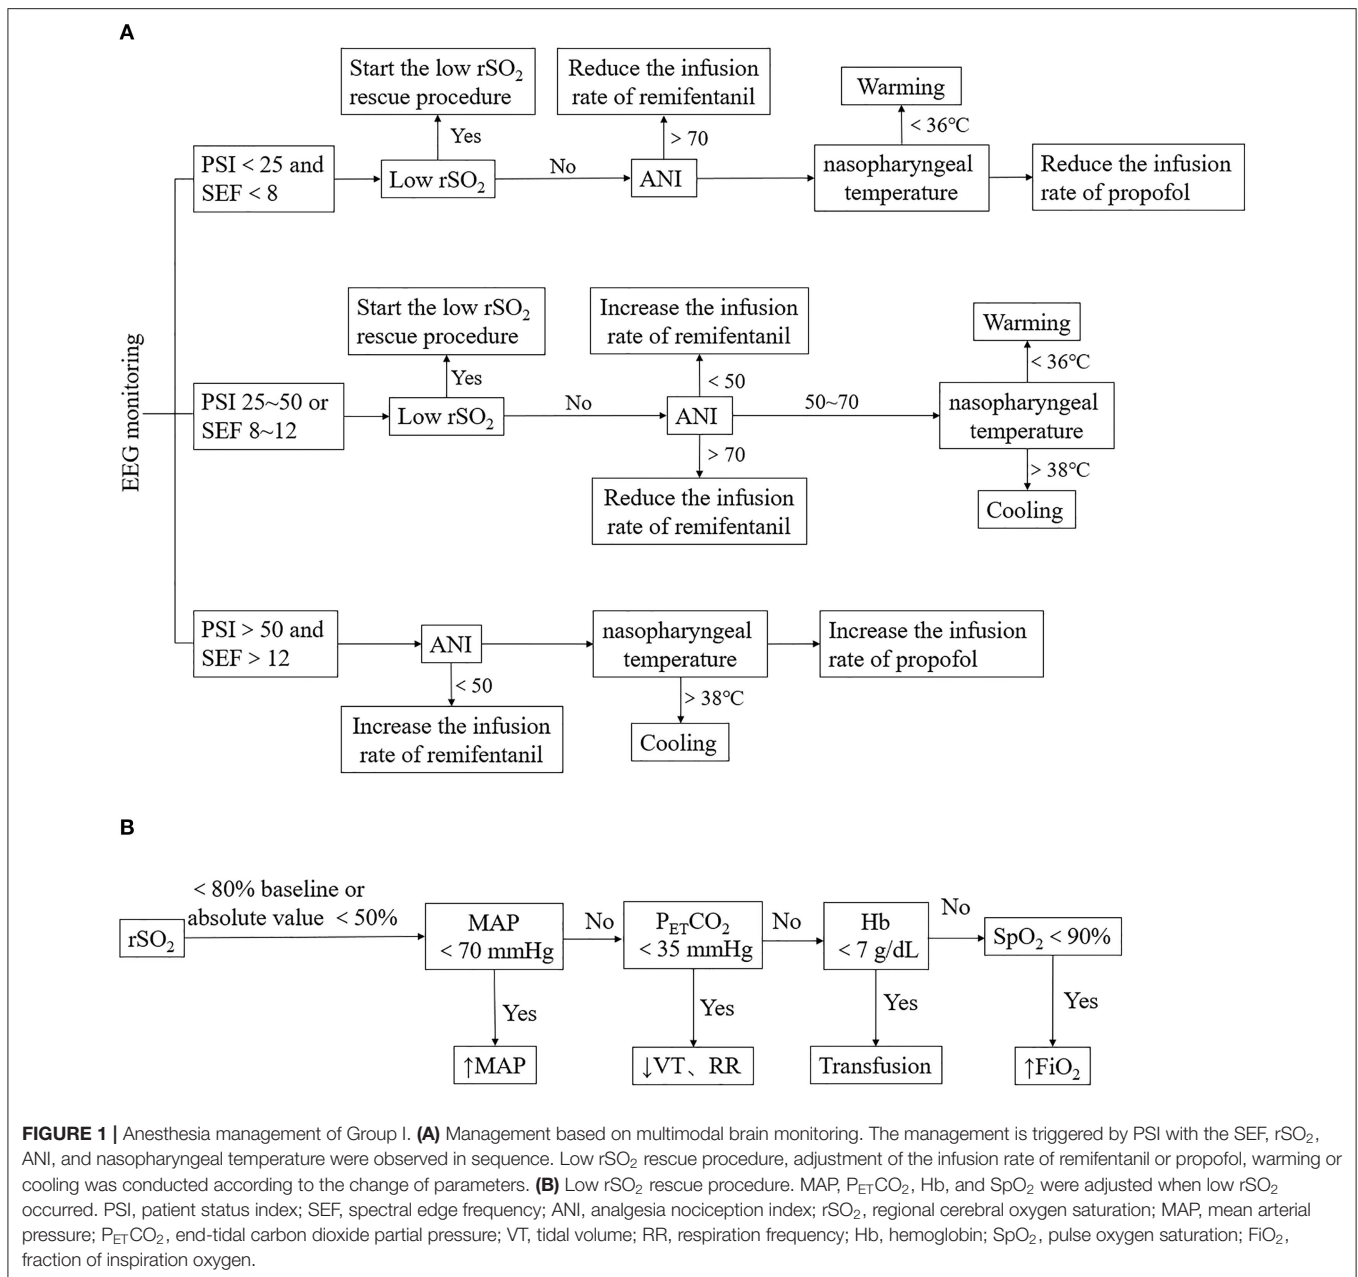 A
Start the low rSO₂
rescue procedure
Reduce the infusion
rate of remifentanil
Warming
Yes
> 70
< 36℃
PSI < 25 and
SEF < 8
Low rSO₂
No
ANI
nasopharyngeal
temperature
Reduce the infusion
rate of propofol
EEG monitoring
Start the low rSO₂
rescue procedure
Increase the infusion
rate of remifentanil
Warming
Yes
< 50
< 36℃
PSI 25~50 or
SEF 8~12
Low rSO₂
No
ANI
50~70
nasopharyngeal
temperature
> 70
> 38℃
Reduce the infusion
rate of remifentanil
Cooling
PSI > 50 and
SEF > 12
ANI
nasopharyngeal
temperature
Increase the infusion
rate of propofol
< 50
> 38℃
Increase the infusion
rate of remifentanil
Cooling
B
rSO₂
< 80% baseline or
absolute value < 50%
MAP
< 70 mmHg
No
PETCO₂
< 35 mmHg
No
Hb
< 7 g/dL
No
SpO₂ < 90%
Yes
Yes
Yes
Yes
↑MAP
↓VT、RR
Transfusion
↑FiO₂
FIGURE 1 | Anesthesia management of Group I. (A) Management based on multimodal brain monitoring. The management is triggered by PSI with the SEF, rSO₂,
ANI, and nasopharyngeal temperature were observed in sequence. Low rSO₂ rescue procedure, adjustment of the infusion rate of remifentanil or propofol, warming or
cooling was conducted according to the change of parameters. (B) Low rSO₂ rescue procedure. MAP, PETCO₂, Hb, and SpO₂ were adjusted when low rSO₂
occurred. PSI, patient status index; SEF, spectral edge frequency; ANI, analgesia nociception index; rSO₂, regional cerebral oxygen saturation; MAP, mean arterial
pressure; PETCO₂, end-tidal carbon dioxide partial pressure; VT, tidal volume; RR, respiration frequency; Hb, hemoglobin; SpO₂, pulse oxygen saturation; FiO₂,
fraction of inspiration oxygen.